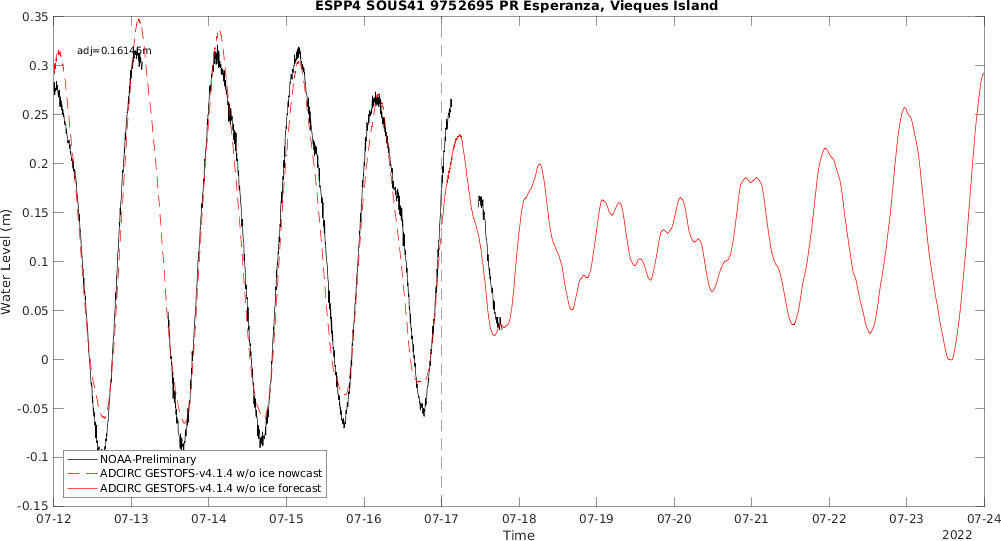 ESPP4 SOUS41 9752695 PR Esperanza, Vieques Island
0.35
0.3
0.25
0.2
0.15
0.1
0.05
0
-0.05
-0.1
-0.15
Water Level (m)
adj=0.16145m
NOAA-Preliminary
ADCIRC GESTOFS-v4.1.4 w/o ice nowcast
ADCIRC GESTOFS-v4.1.4 w/o ice forecast
07-12 07-13 07-14 07-15 07-16 07-17 07-18 07-19 07-20 07-21 07-22 07-23 07-24
Time
2022